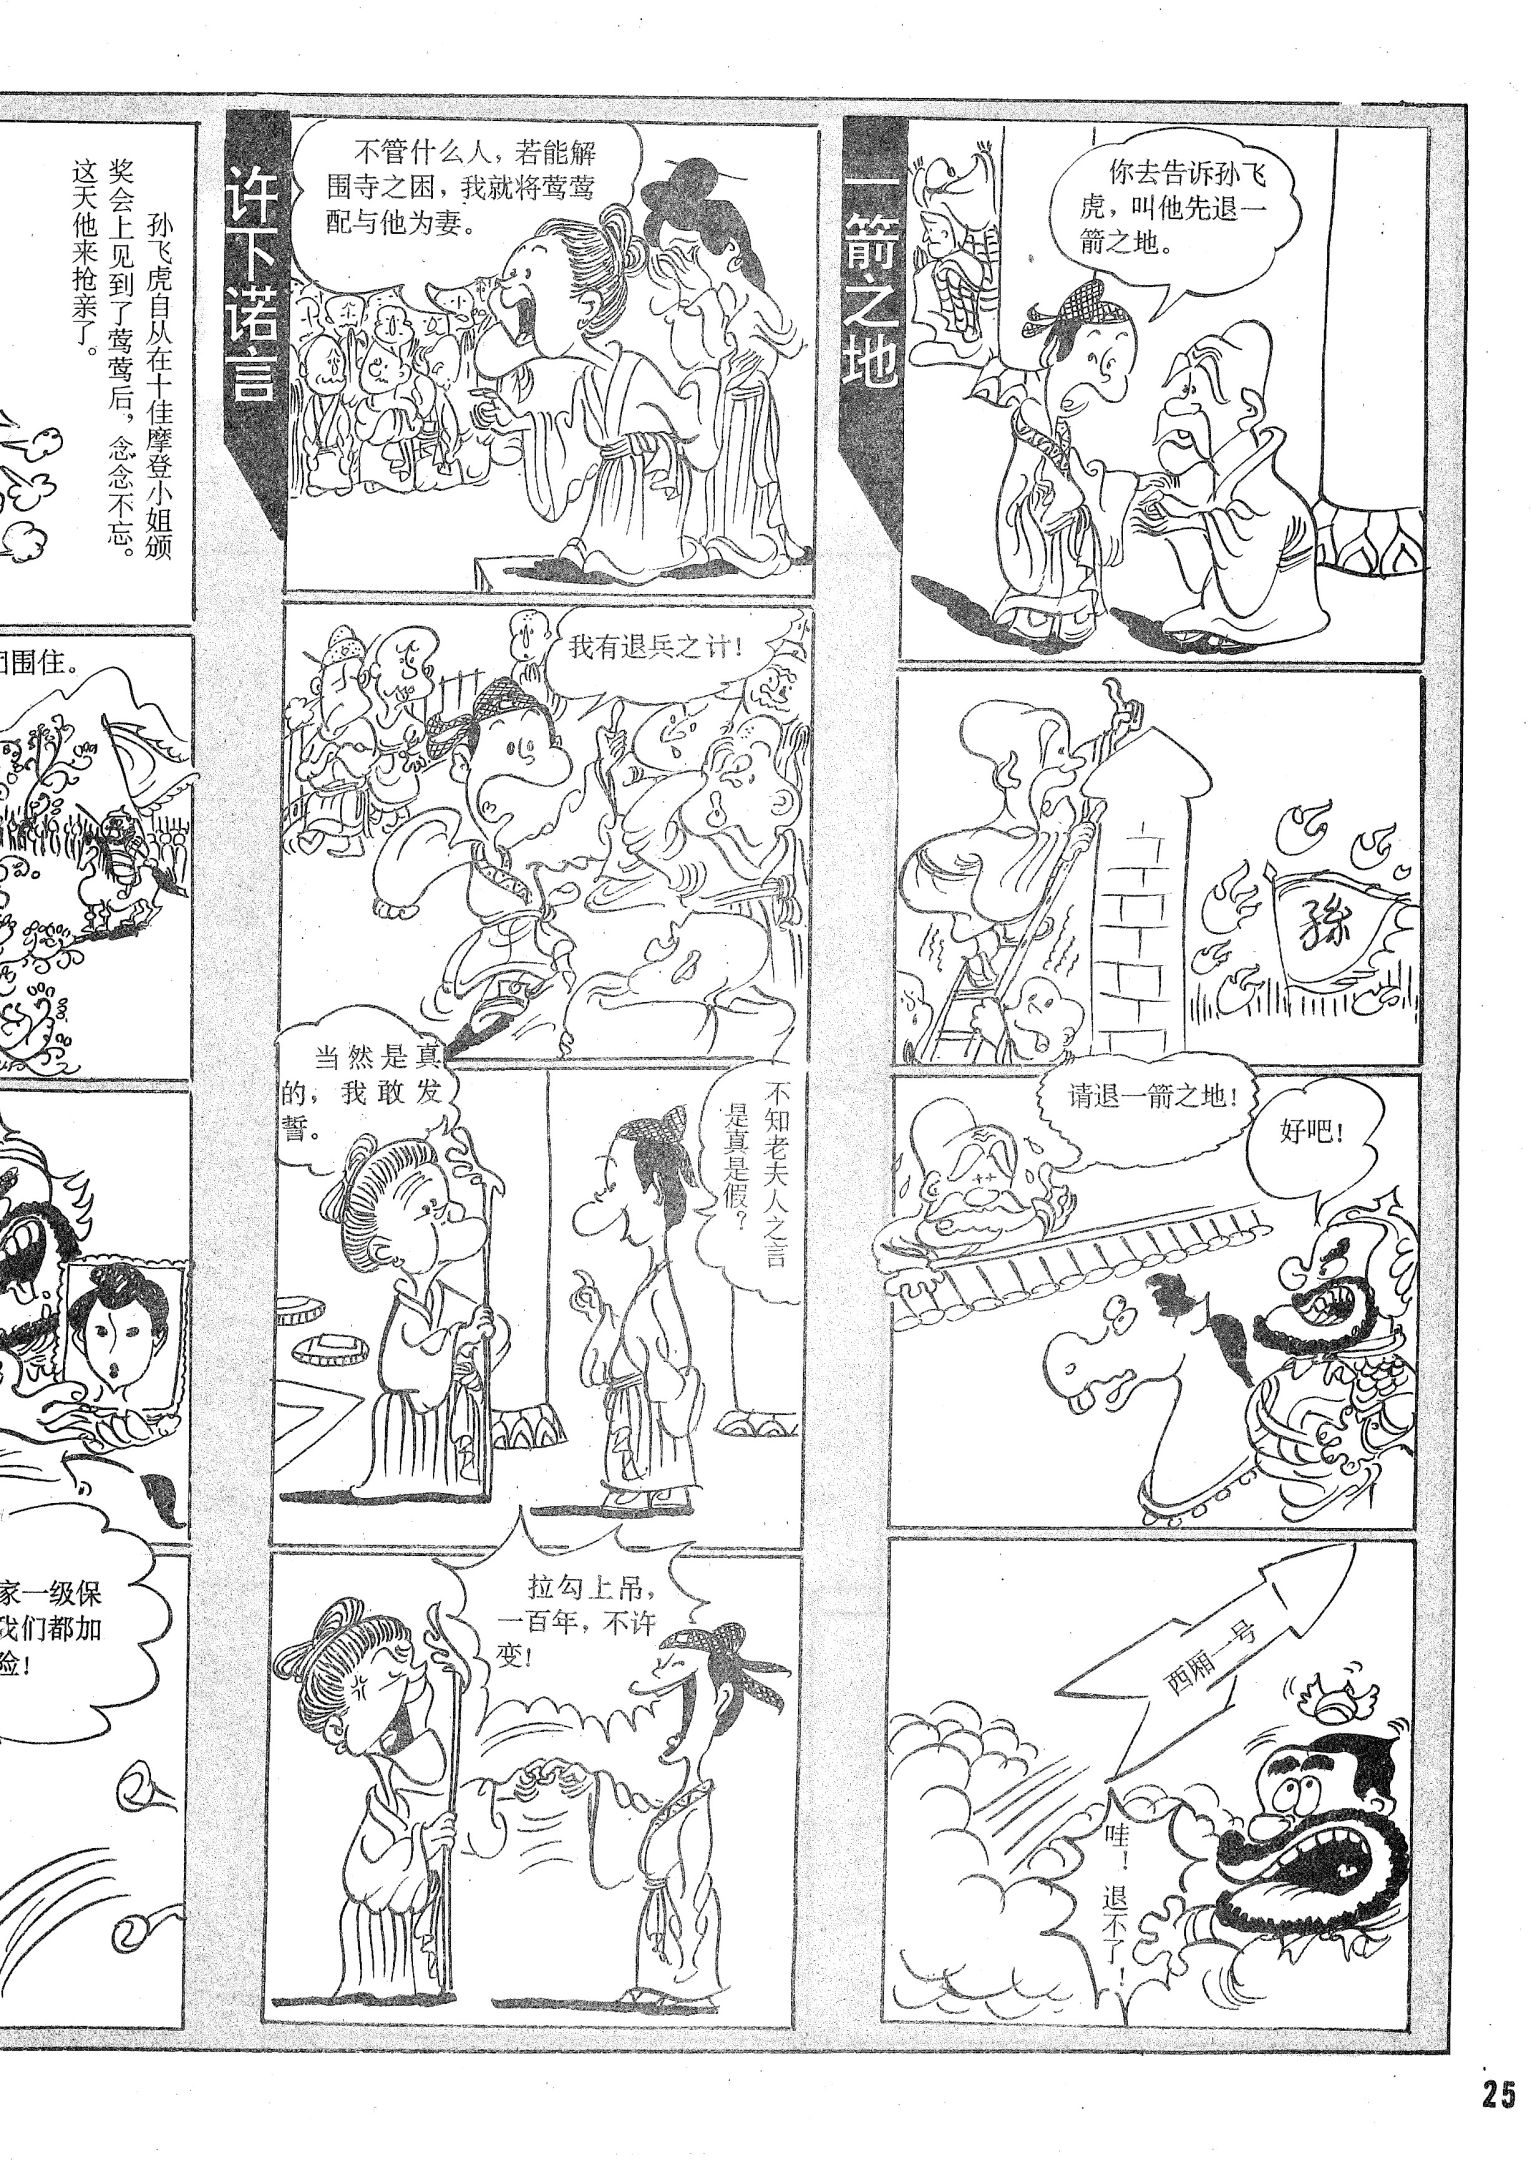 孙飞虎自从在十佳摩登小姐颁
奖会上见到了莺莺后，念念不忘。
这天他来抢亲了。
围住。
家一级保
我们都加
险！
许下诺言
不管什么人，若能解
围寺之困，我就将莺莺
配与他为妻。
我有退兵之计！
不知老夫人之言
是真是假？
当然是真
的，我敢发
誓。
拉勾上吊，
一百年，不许
变！
一箭之地
你去告诉孙飞
虎，叫他先退一
箭之地。
孫
请退一箭之地！
好吧！
西厢一号
哇！退不了！
25